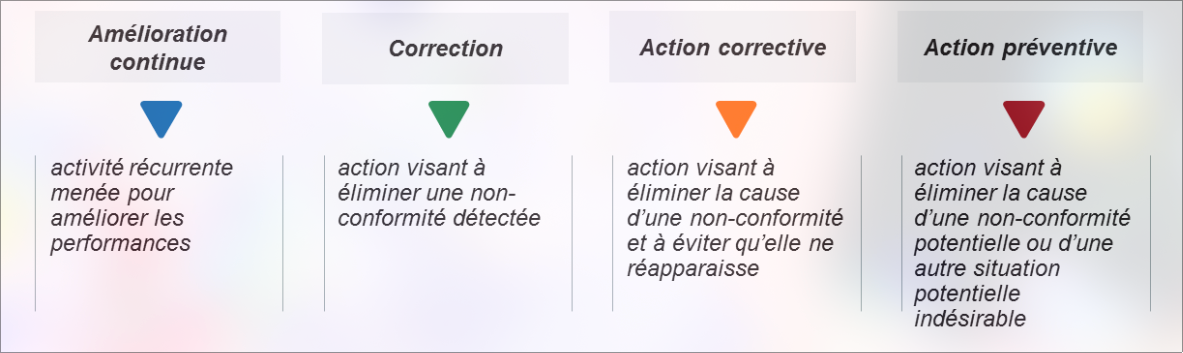 Amélioration
continue
Correction
Action corrective
Action préventive
activité récurrente
menée pour
améliorer les
performances
action visant à
éliminer une non-
conformité détectée
action visant à
éliminer la cause
d’une non-conformité
et à éviter qu’elle ne
réapparaisse
action visant à
éliminer la cause
d’une non-conformité
potentielle ou d’une
autre situation
potentielle
indésirable